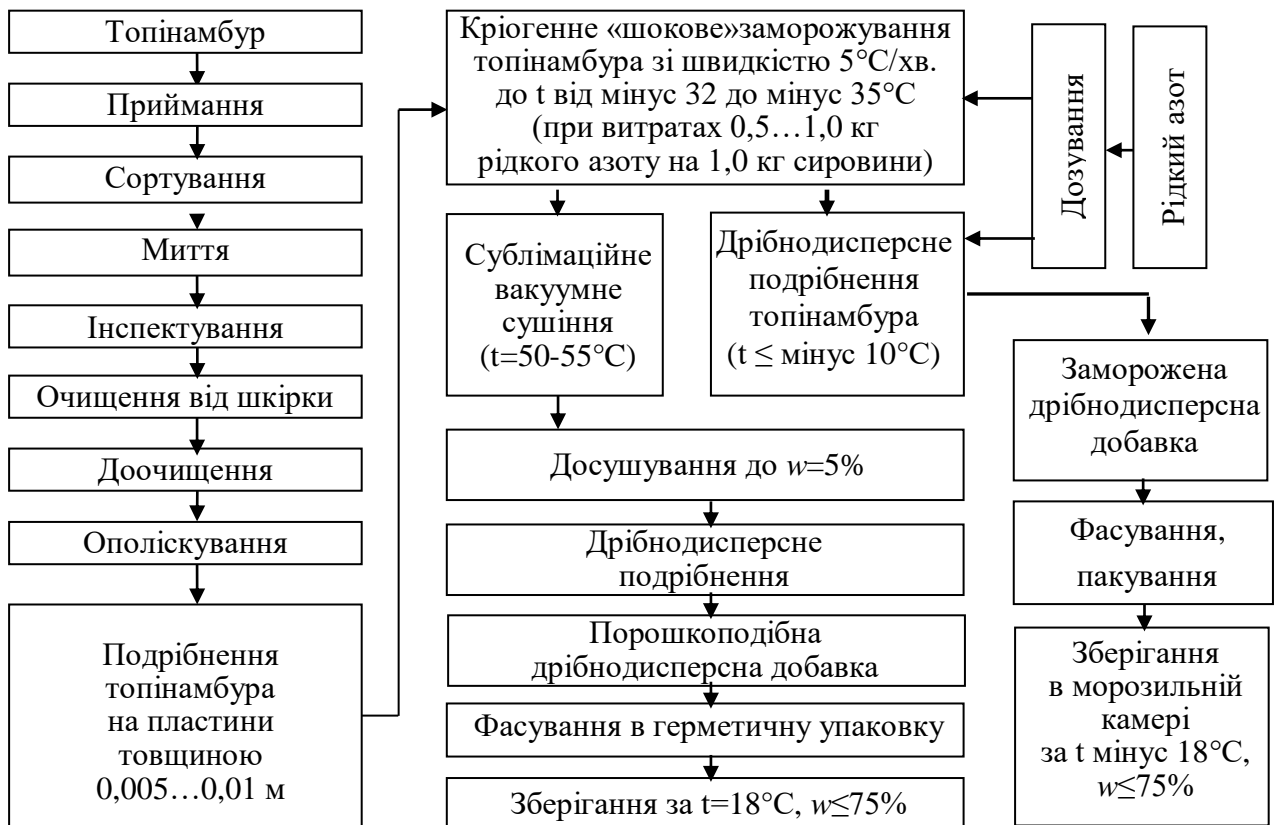 Топінамбур
Приймання
Сортування
Миття
Інспектування
Очищення від шкірки
Доочищення
Ополіскування
Подрібнення
топінамбура
на пластини
товщиною
0,005…0,01 м
Кріогенне «шокове»заморожування
топінамбура зі швидкістю 5°С/хв.
до t від мінус 32 до мінус 35°С
(при витратах 0,5…1,0 кг
рідкого азоту на 1,0 кг сировини)
Дозування
Рідкий азот
Сублімаційне
вакуумне
сушіння
(t=50-55°С)
Дрібнодисперсне
подрібнення
топінамбура
(t ≤ мінус 10°С)
Досушування до w=5%
Дрібнодисперсне
подрібнення
Порошкоподібна
дрібнодисперсна добавка
Фасування в герметичну упаковку
Зберігання за t=18°С, w≤75%
Заморожена
дрібнодисперсна
добавка
Фасування,
пакування
Зберігання
в морозильній
камері
за t мінус 18°С,
w≤75%